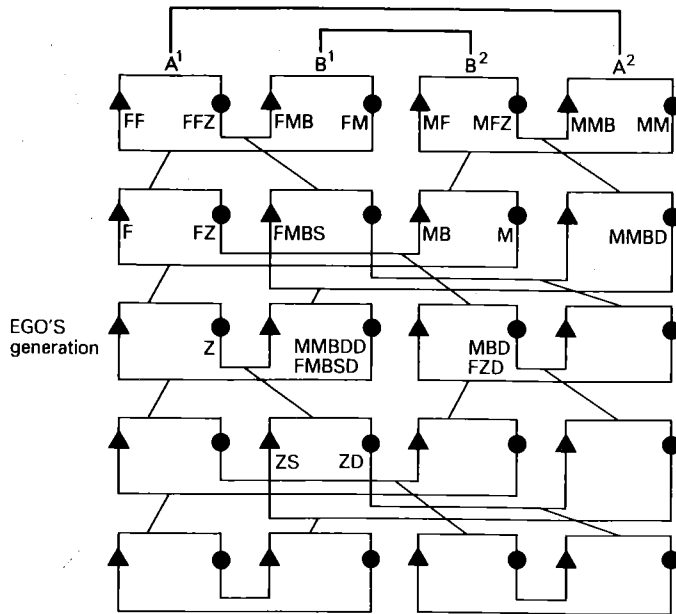 A¹ B¹ B² A²
FF FFZ FMB FM MF MFZ MMB MM
F FZ FMBS MB M MMBD
EGO'S
generation
Z MMBDD MBD
FMBSD FZD
ZS ZD